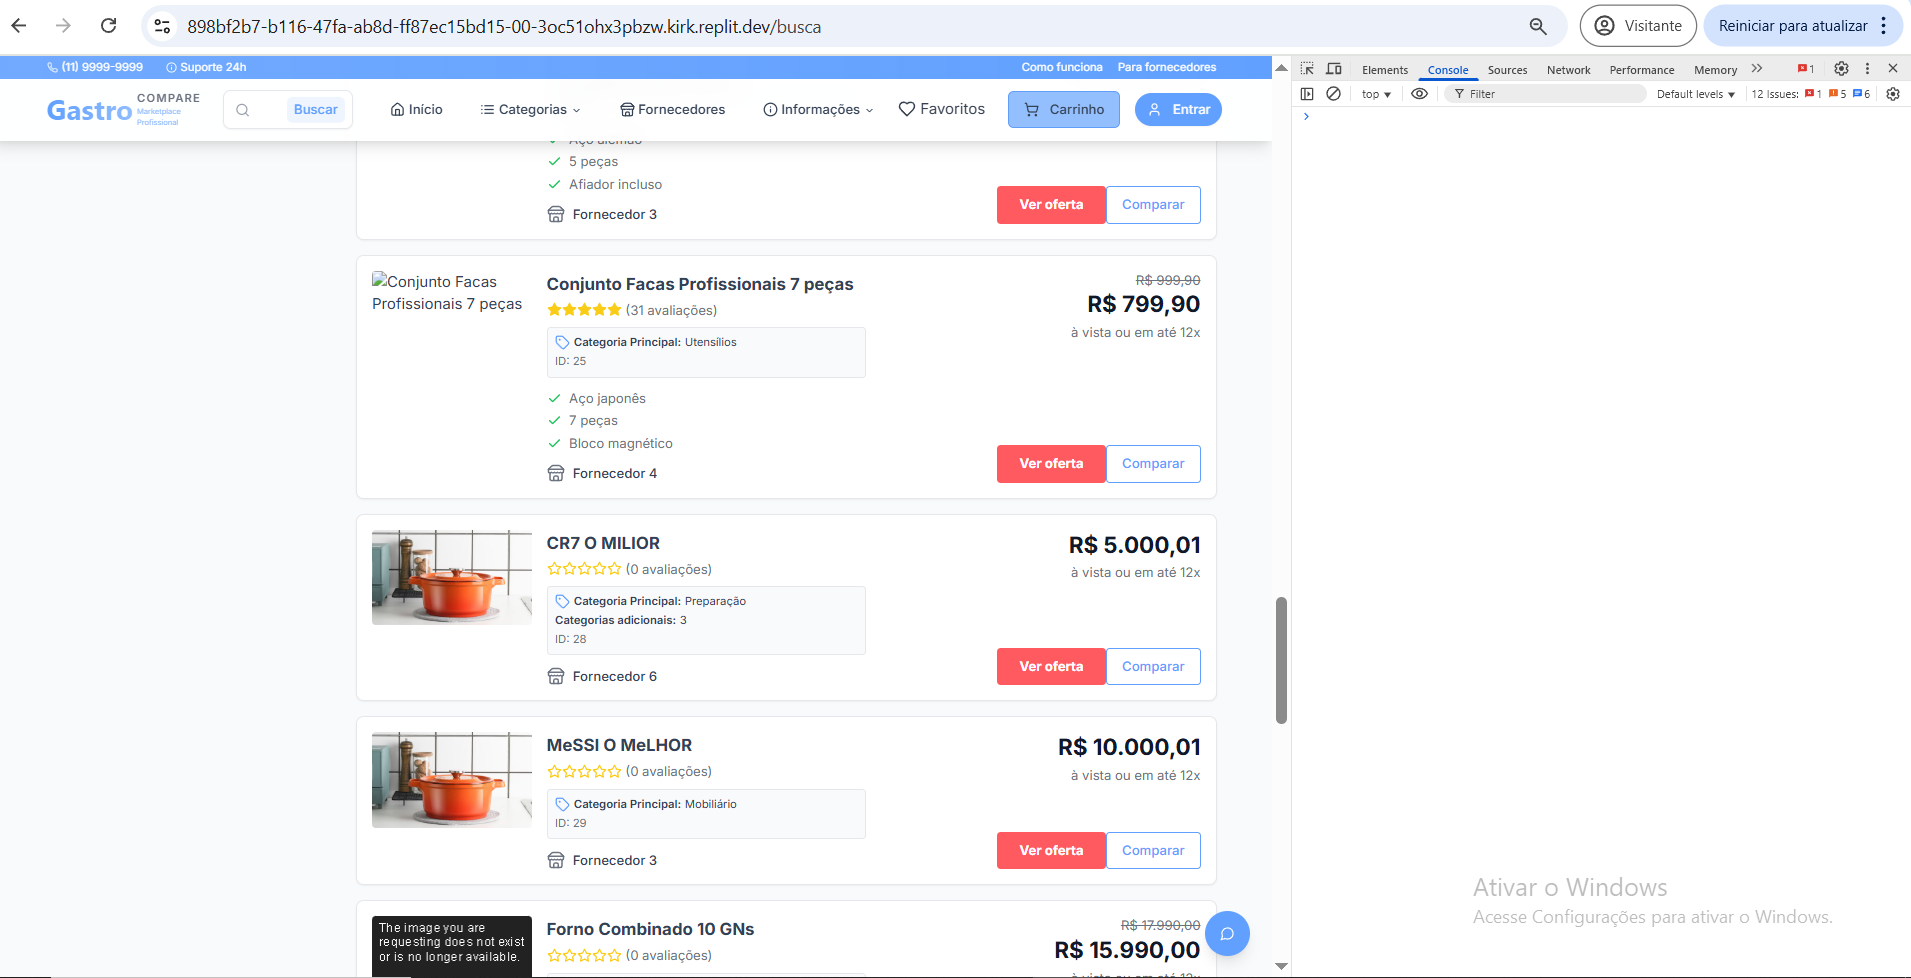 898bf2b7-b116-47fa-ab8d-ff87ec15bd15-00-3oc51ohx3pbzw.kirk.replit.dev/busca
Visitante
Reiniciar para atualizar
(11) 9999-9999
Suporte 24h
Como funciona
Para fornecedores
Gastro
COMPARE
Marketplace
Profissional
Buscar
Início
Categorias
Fornecedores
Informações
Favoritos
Carrinho
Entrar
Elements
Console
Sources
Network
Performance
Memory
1
top
Filter
Default levels
12 Issues:
1
5
6
Aço alemão
5 peças
Afiador incluso
Fornecedor 3
Ver oferta
Comparar
Conjunto Facas
Profissionais 7 peças
Conjunto Facas Profissionais 7 peças
(31 avaliações)
Categoria Principal: Utensílios
ID: 25
Aço japonês
7 peças
Bloco magnético
Fornecedor 4
R$ 999,90
R$ 799,90
à vista ou em até 12x
Ver oferta
Comparar
CR7 O MILIOR
(0 avaliações)
Categoria Principal: Preparação
Categorias adicionais: 3
ID: 28
Fornecedor 6
R$ 5.000,01
à vista ou em até 12x
Ver oferta
Comparar
MeSSI O MeLHOR
(0 avaliações)
Categoria Principal: Mobiliário
ID: 29
Fornecedor 3
R$ 10.000,01
à vista ou em até 12x
Ver oferta
Comparar
The image you are
requesting does not exist
or is no longer available.
Forno Combinado 10 GNs
(0 avaliações)
R$ 17.990,00
R$ 15.990,00
à vista ou em até 12x
Ativar o Windows
Acesse Configurações para ativar o Windows.